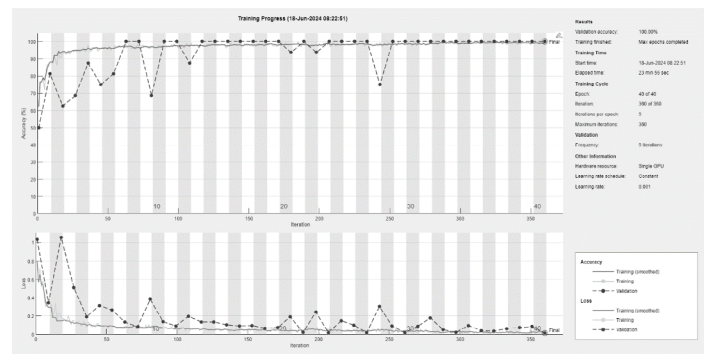 Training Progress (18-Jun-2024 08:22:51)
100
90
80
70
60
50
40
30
20
10
0
Accuracy (%)
Final
10
20
30
40
0
50
100
150
200
250
300
350
Iteration
1
0.8
0.6
0.4
0.2
0
Loss
Final
10
20
30
40
0
50
100
150
200
250
300
350
Iteration
Results
Validation accuracy: 100.00%
Training finished: Max epochs completed
Training Time
Start time: 18-Jun-2024 08:22:51
Elapsed time: 23 min 55 sec
Training Cycle
Epoch: 40 of 40
Iteration: 360 of 360
Iterations per epoch: 9
Maximum iterations: 360
Validation
Frequency: 9 iterations
Other Information
Hardware resource: Single GPU
Learning rate schedule: Constant
Learning rate: 0.001
Accuracy
Training (smoothed)
Training
Validation
Loss
Training (smoothed)
Training
Validation